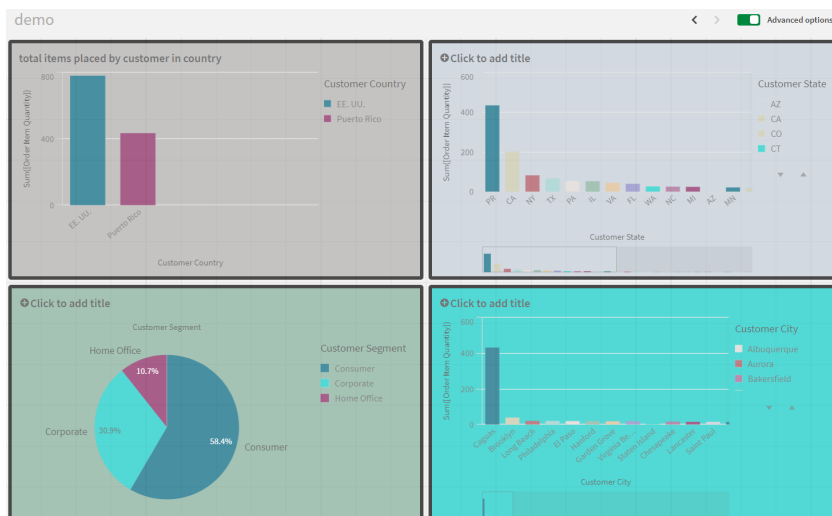 demo
Advanced options
total items placed by customer in country
Sum([Order Item Quantity])
800
400
0
EE. UU.
Puerto Rico
Customer Country
Customer Country
EE. UU.
Puerto Rico
Click to add title
Sum([Order Item Quantity])
600
400
200
0
PR
CA
NY
TX
PA
IL
VA
FL
WA
NC
MI
AZ
MN
Customer State
Customer State
AZ
CA
CO
CT
Click to add title
Customer Segment
Home Office
10.7%
Corporate
30.9%
58.4%
Consumer
Customer Segment
Consumer
Corporate
Home Office
Click to add title
Sum([Order Item Quantity])
600
400
200
0
Caguas
Brooklyn
Long Beach
Philadelphia
El Paso
Hanford
Garden Grove
Virginia Be...
Staten Island
Chesapeake
Lancaster
Saint Paul
Customer City
Customer City
Albuquerque
Aurora
Bakersfield